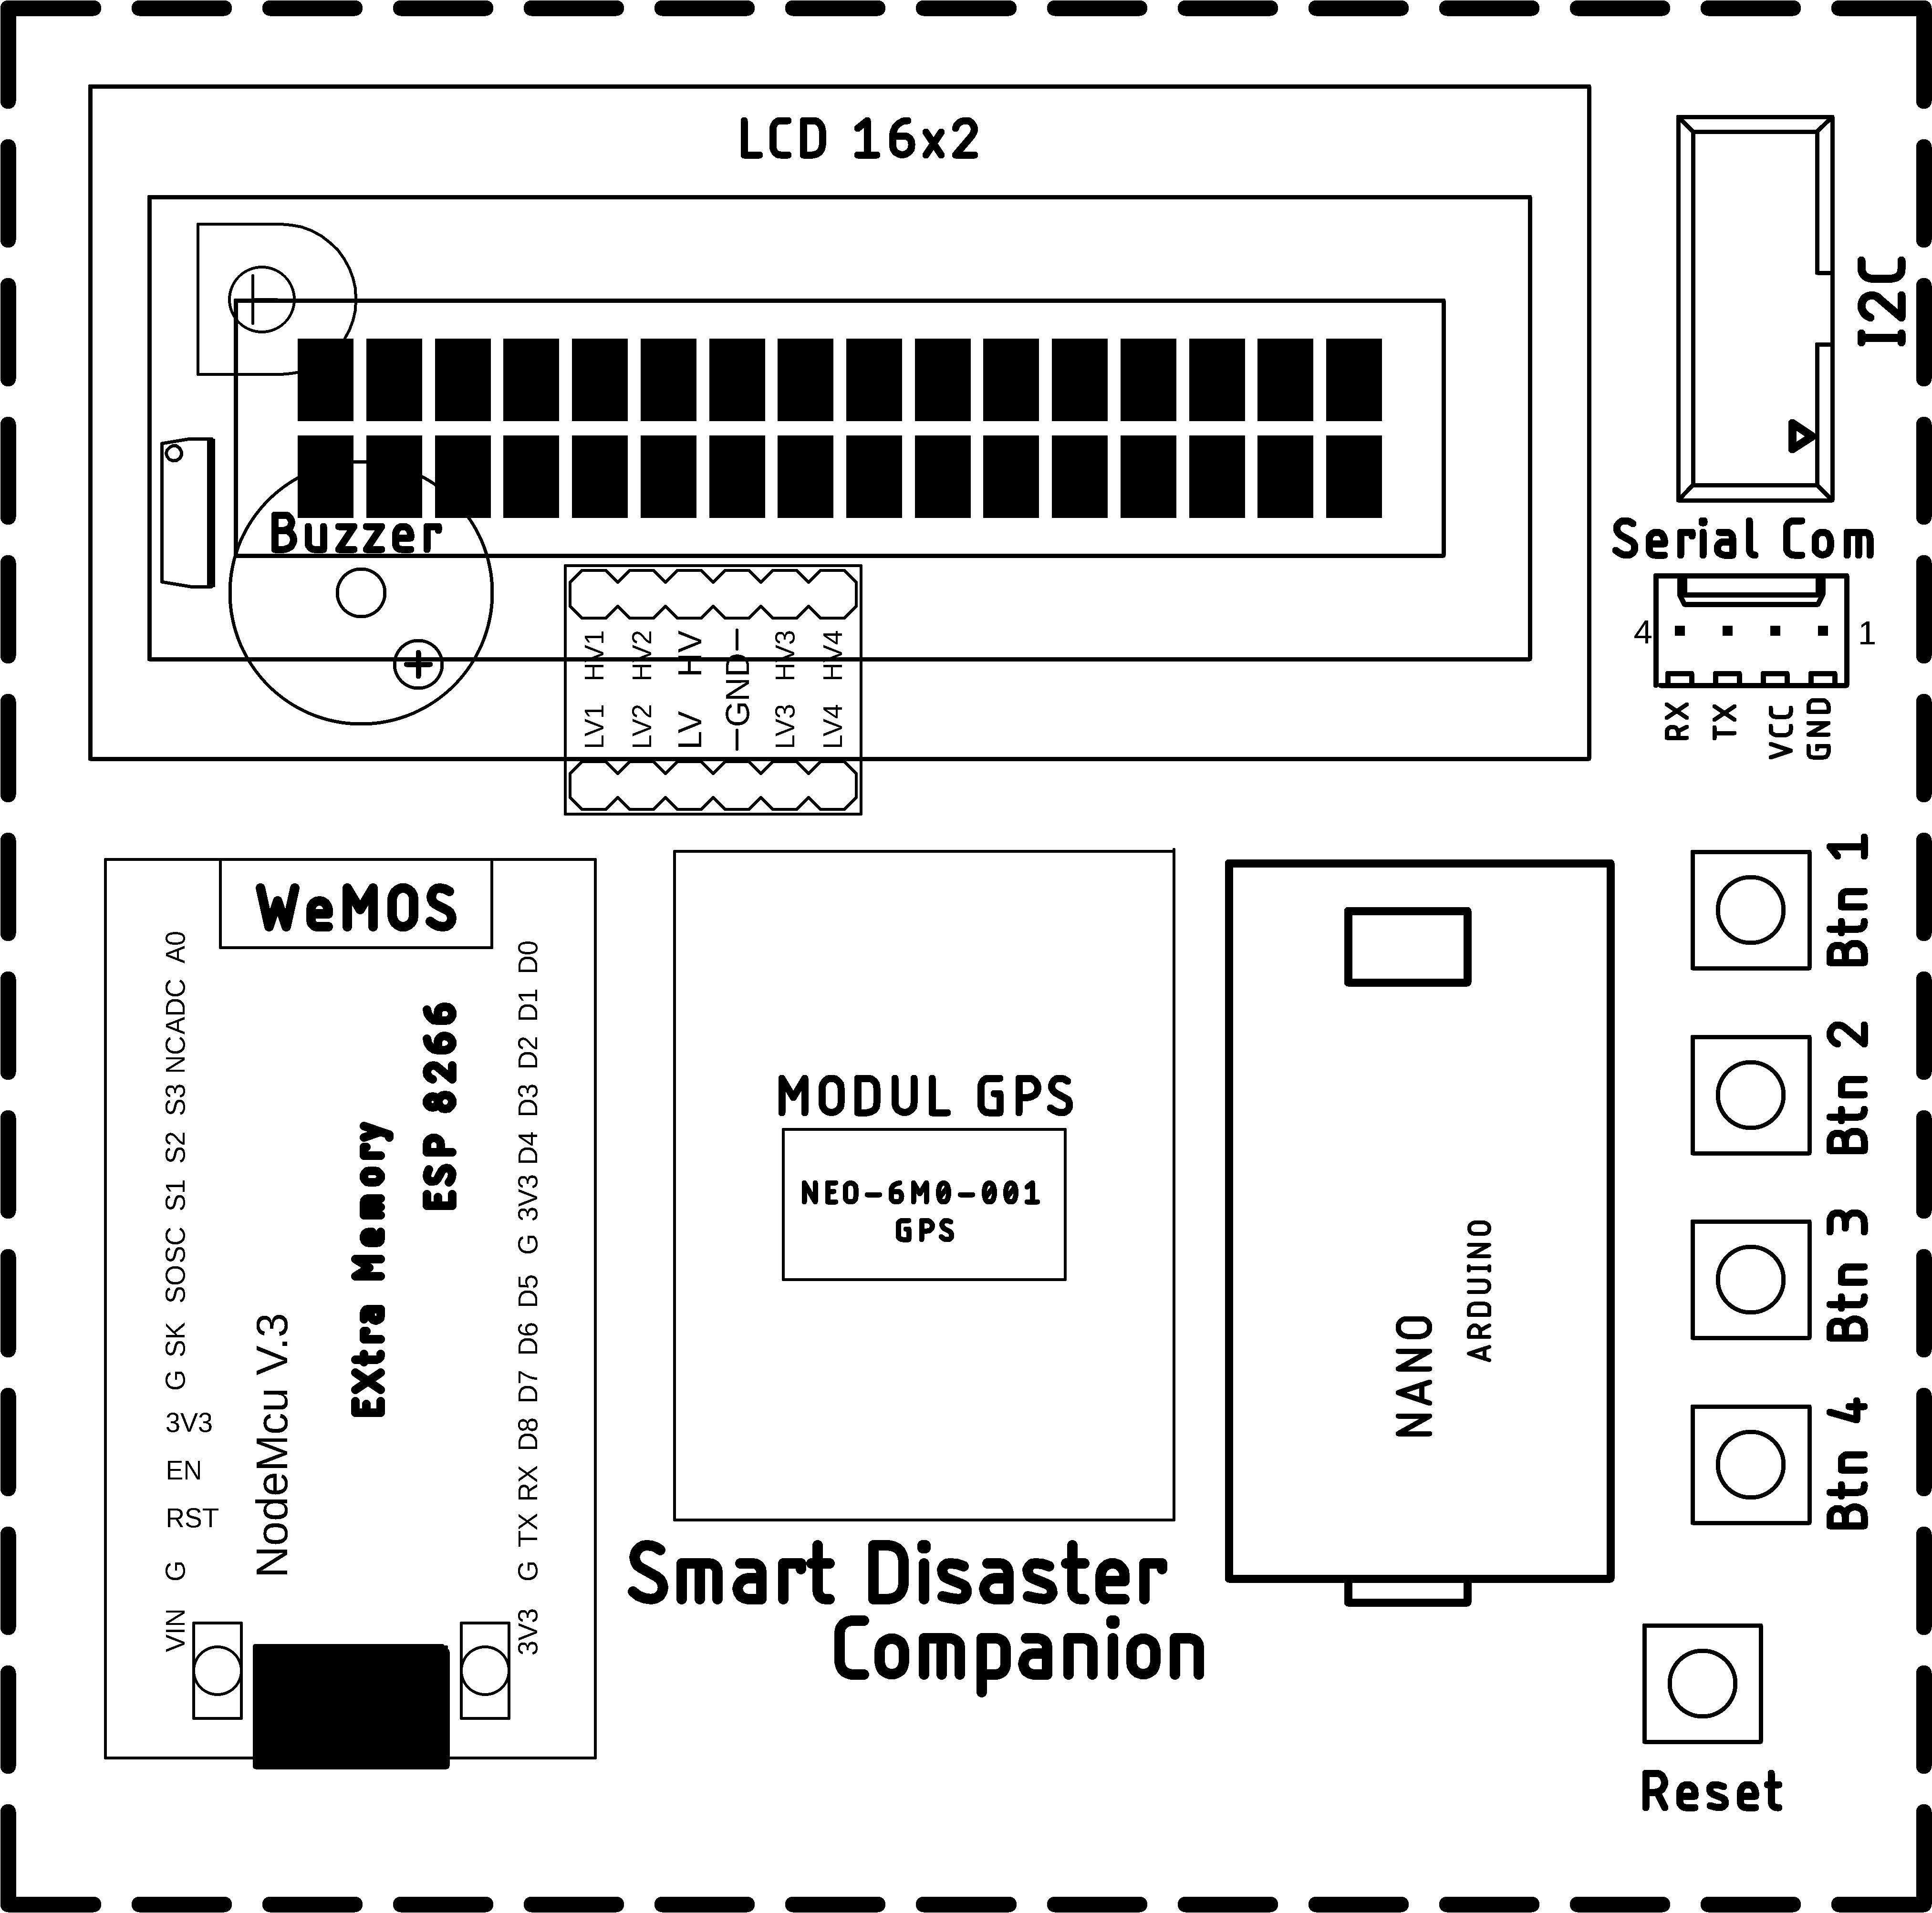 LCD 16x2
I2C
Buzzer
Serial Com
4
1
HV1 HV2 HV -GND- HV3 HV4
LV1 LV2 LV LV3 LV4
RX TX VCC GND
WeMOS
A0
NCADC
S3
S2
S1
SOSC
SK
G
3V3
EN
RST
G
VIN
NodeMcu V.3
EXtra Memory
ESP 8266
D0
D1
D2
D3
D4
3V3
G
D5
D6
D7
D8
RX
TX
G
3V3
MODUL GPS
NEO-6M0-001
GPS
NANO
ARDUINO
Btn 1
Btn 2
Btn 3
Btn 4
Smart Disaster
Companion
Reset